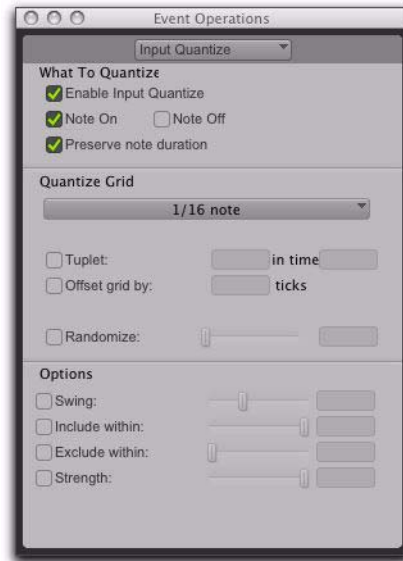 Event Operations
Input Quantize
What To Quantize
Enable Input Quantize
Note On Note Off
Preserve note duration
Quantize Grid
1/16 note
Tuplet: in time
Offset grid by: ticks
Randomize:
Options
Swing:
Include within:
Exclude within:
Strength: